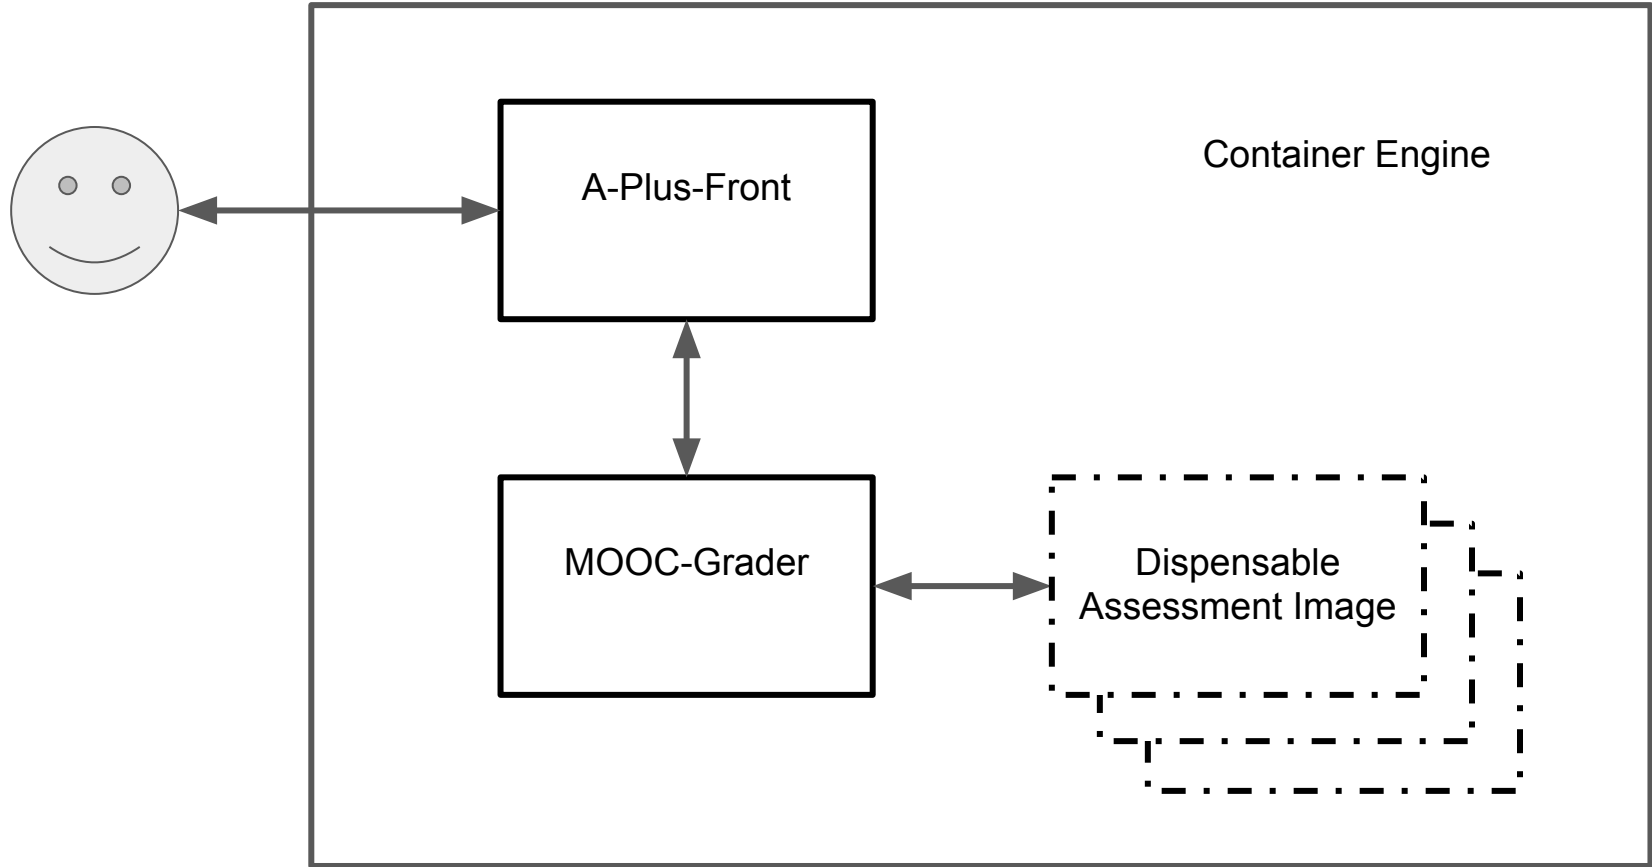 Container Engine
A-Plus-Front
MOOC-Grader
Dispensable
Assessment Image